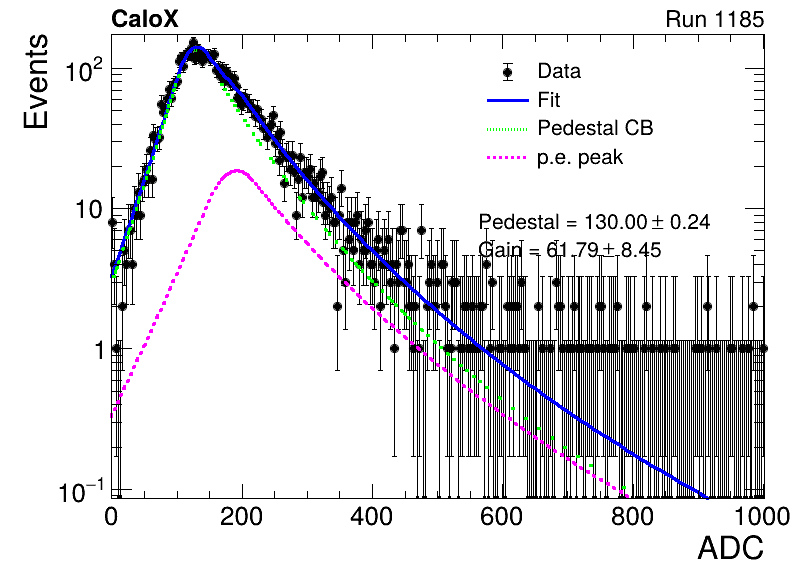 CaloX Run 1185
Events
10²
10
1
10⁻¹
Data
Fit
Pedestal CB
p.e. peak
Pedestal = 130.00 ± 0.24
Gain = 61.79 ± 8.45
0 200 400 600 800 1000
ADC